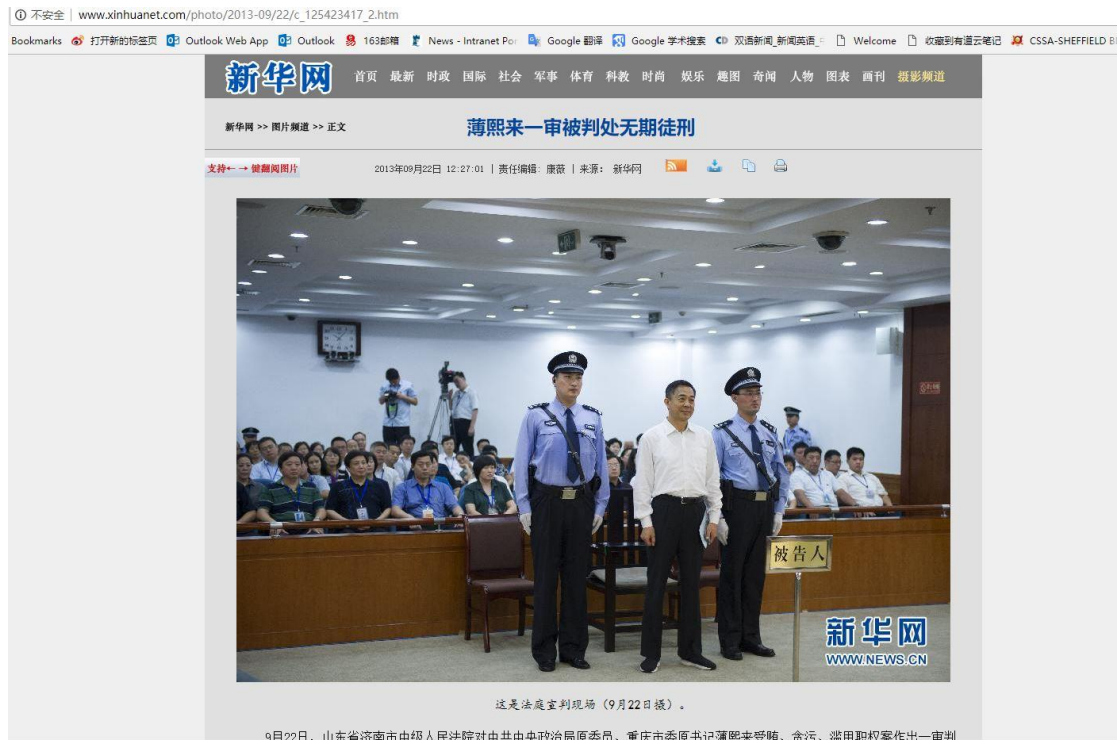 不安全 | www.xinhuanet.com/photo/2013-09/22/c_125423417_2.htm
Bookmarks 打开新的标签页 Outlook Web App Outlook 163邮箱 News - Intranet Por Google 翻译 Google 学术搜索 双语新闻_新闻英语_ Welcome 收藏到有道云笔记 CSSA-SHEFFIELD B
新华网 首页 最新 时政 国际 社会 军事 体育 科教 时尚 娱乐 趣图 奇闻 人物 图表 画刊 摄影频道
新华网 >> 图片频道 >> 正文
薄熙来一审被判处无期徒刑
支持← → 键翻阅图片
2013年09月22日 12:27:01 | 责任编辑: 康薇 | 来源: 新华网
被告人
新华网
WWW.NEWS.CN
这是法庭宣判现场（9月22日摄）。
9月22日，山东省济南市中级人民法院对中共中央政治局原委员、重庆市委原书记薄熙来受贿、贪污、滥用职权案作出一审判